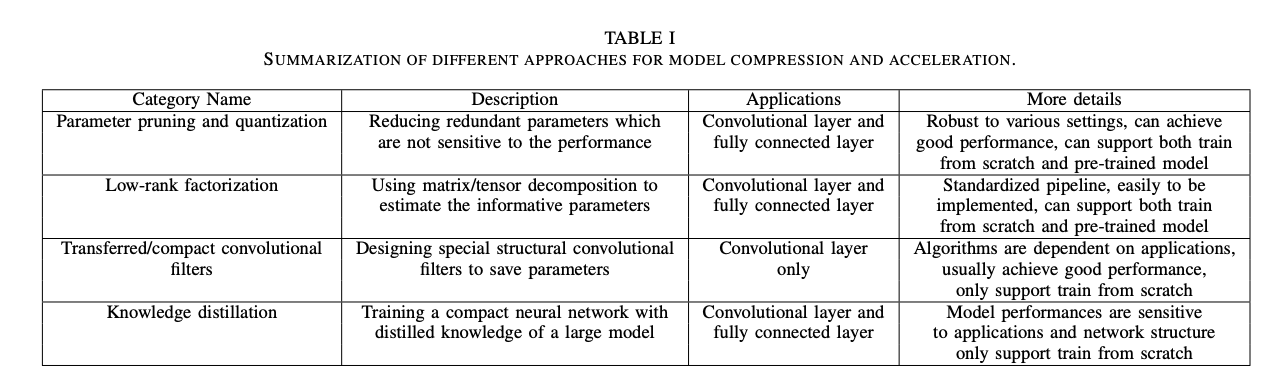 TABLE I
SUMMARIZATION OF DIFFERENT APPROACHES FOR MODEL COMPRESSION AND ACCELERATION.
Category Name Description Applications More details
Parameter pruning and quantization Reducing redundant parameters which Convolutional layer and Robust to various settings, can achieve
are not sensitive to the performance fully connected layer good performance, can support both train
from scratch and pre-trained model
Low-rank factorization Using matrix/tensor decomposition to Convolutional layer and Standardized pipeline, easily to be
estimate the informative parameters fully connected layer implemented, can support both train
from scratch and pre-trained model
Transferred/compact convolutional Designing special structural convolutional Convolutional layer Algorithms are dependent on applications,
filters filters to save parameters only usually achieve good performance,
only support train from scratch
Knowledge distillation Training a compact neural network with Convolutional layer and Model performances are sensitive
distilled knowledge of a large model fully connected layer to applications and network structure
only support train from scratch